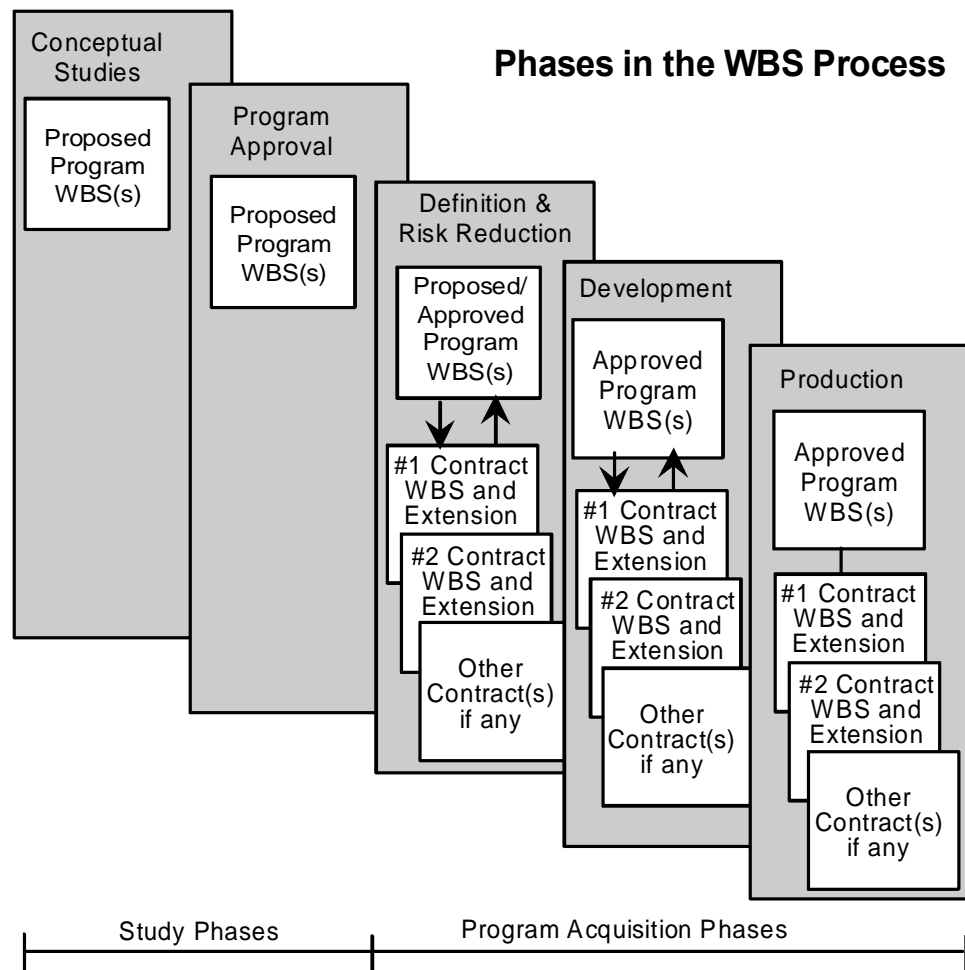 Phases in the WBS Process
Conceptual
Studies
Proposed
Program
WBS(s)
Program
Approval
Proposed
Program
WBS(s)
Definition &
Risk Reduction
Proposed/
Approved
Program
WBS(s)
#1 Contract
WBS and
Extension
#2 Contract
WBS and
Extension
Other
Contract(s)
if any
Development
Approved
Program
WBS(s)
#1 Contract
WBS and
Extension
#2 Contract
WBS and
Extension
Other
Contract(s)
if any
Production
Approved
Program
WBS(s)
#1 Contract
WBS and
Extension
#2 Contract
WBS and
Extension
Other
Contract(s)
if any
Study Phases
Program Acquisition Phases